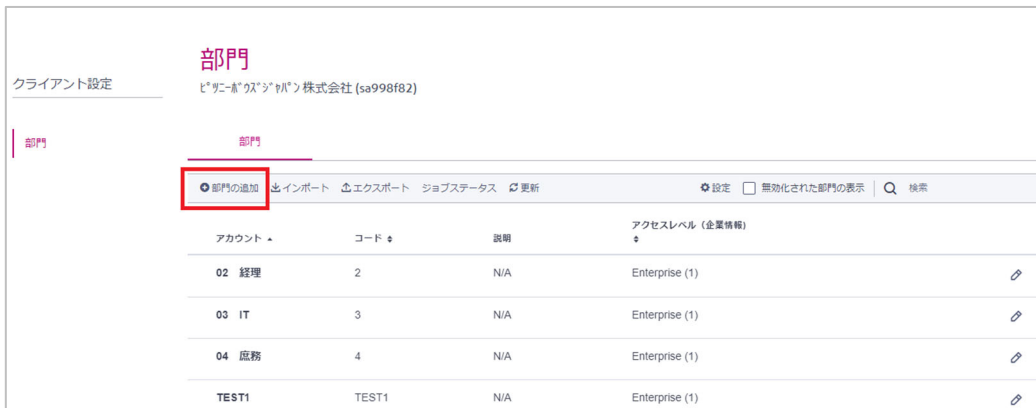 部門
ピツニーボウズジャパン 株式会社 (sa998f82)
クライアント設定
部門
部門
部門の追加 インポート エクスポート ジョブステータス 更新 設定 無効化された部門の表示 検索
アカウント コード 説明 アクセスレベル（企業情報)
02 経理 2 N/A Enterprise (1)
03 IT 3 N/A Enterprise (1)
04 庶務 4 N/A Enterprise (1)
TEST1 TEST1 N/A Enterprise (1)